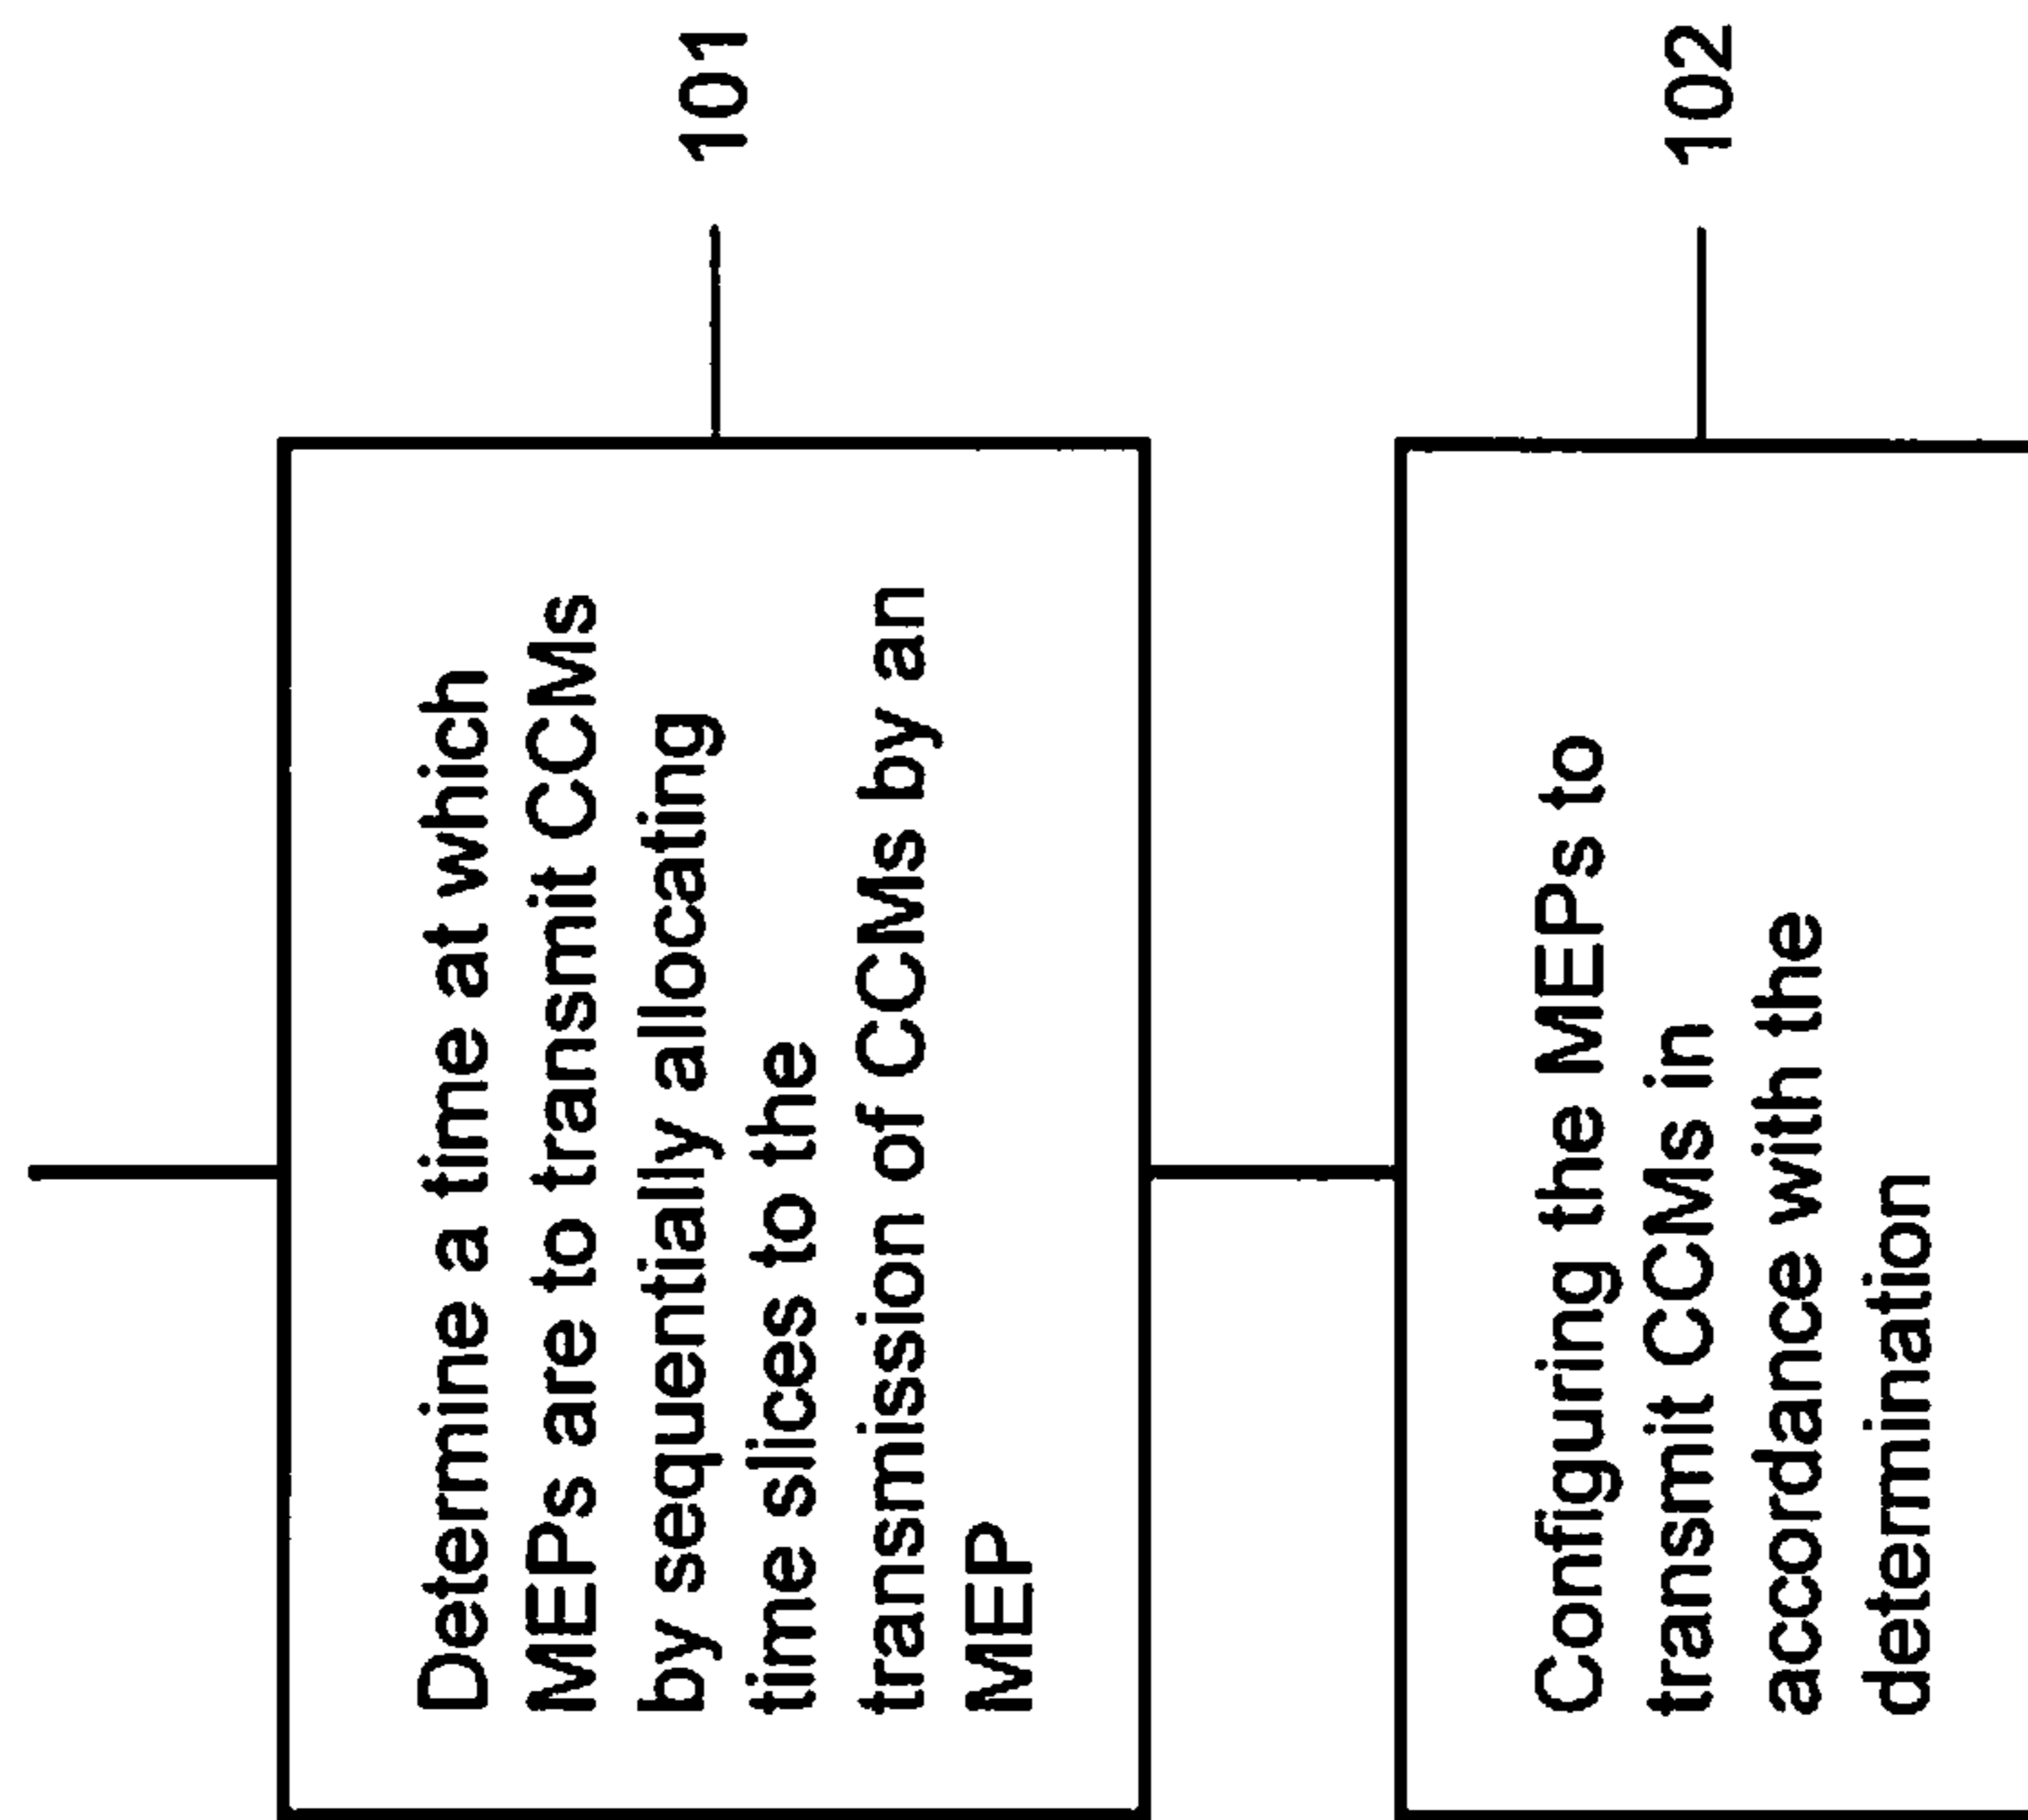 Determine a time at which
MEPs are to transmit CCMs
by sequentially allocating
time slices to the
transmission of CCMs by an
MEP
101
Configuring the MEPs to
transmit CCMs in
accordance with the
determination
102